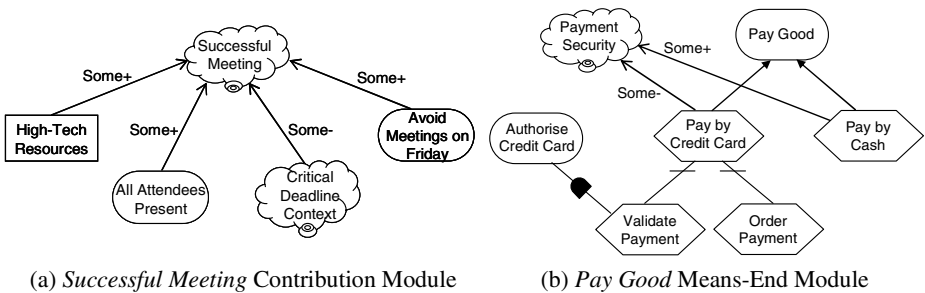 Successful
Meeting
Some+
Some+
Some+
Some-
High-Tech
Resources
All Attendees
Present
Critical
Deadline
Context
Avoid
Meetings on
Friday
(a) Successful Meeting Contribution Module
Payment
Security
Some+
Pay Good
Some-
Authorise
Credit Card
Pay by
Credit Card
Pay by
Cash
Validate
Payment
Order
Payment
(b) Pay Good Means-End Module